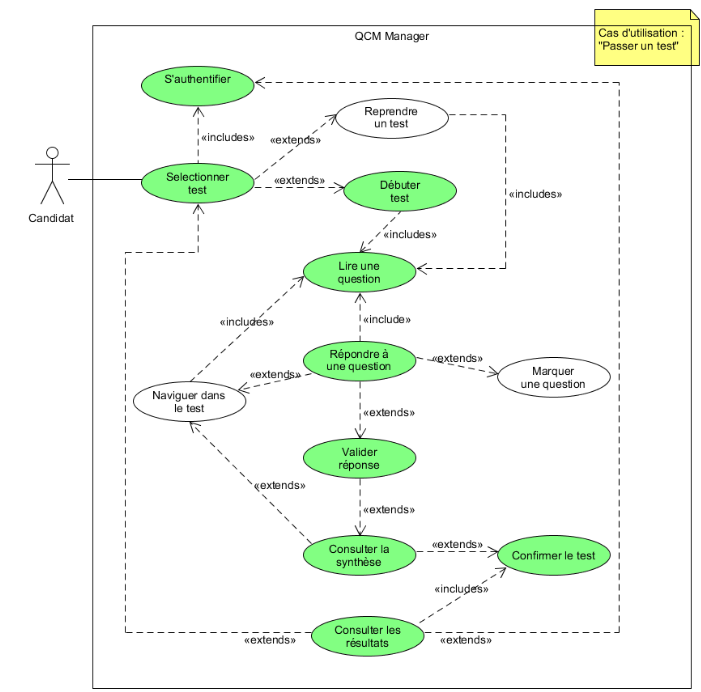 QCM Manager
Cas d'utilisation :
"Passer un test"
S'authentifier
Reprendre
un test
«includes»
«extends»
Selectionner
test
«extends»
Débuter
test
«includes»
Candidat
«includes»
Lire une
question
«includes»
«include»
Répondre à
une question
«extends»
«extends»
Marquer
une question
Naviguer dans
le test
«extends»
Valider
réponse
«extends»
«extends»
Consulter la
synthèse
«extends»
Confirmer le test
«includes»
Consulter les
résultats
«extends»
«extends»